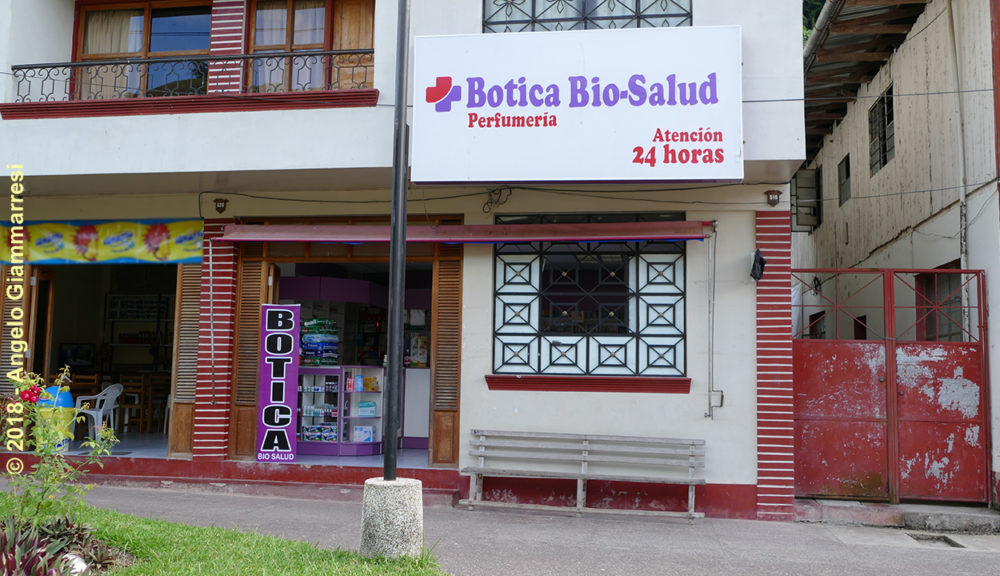 Botica Bio-Salud
Perfumería
Atención
24 horas
BOTICA
BIO SALUD
© 2018 Angelo Giammarresi